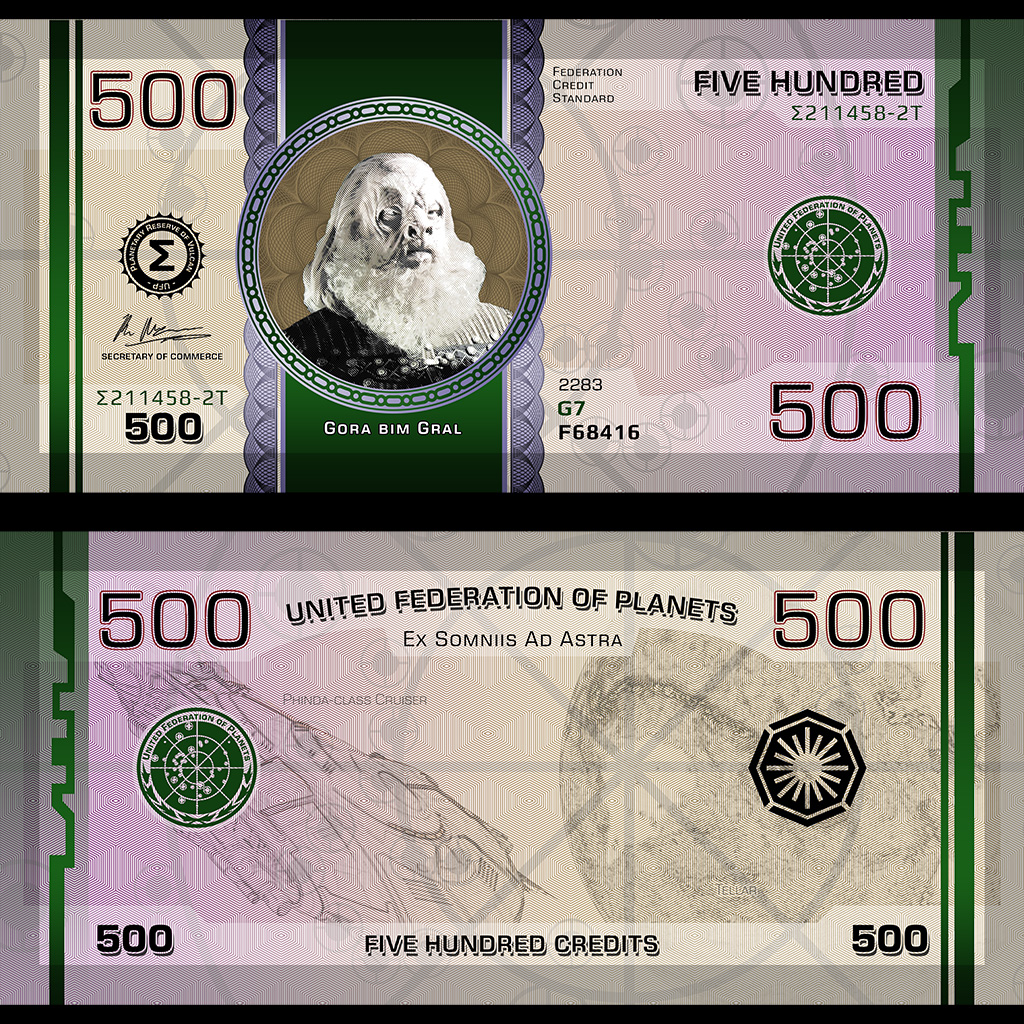 500
FEDERATION
CREDIT
STANDARD
FIVE HUNDRED
Σ211458-2T
PLANETARY RESERVE OF VULCAN
Σ
- UFP -
UNITED FEDERATION OF PLANETS
SECRETARY OF COMMERCE
Σ211458-2T
500
GORA BIM GRAL
2283
G7
F68416
500
500
UNITED FEDERATION OF PLANETS
EX SOMNIIS AD ASTRA
500
PHINDA-CLASS CRUISER
UNITED FEDERATION OF PLANETS
TELLAR
500
FIVE HUNDRED CREDITS
500